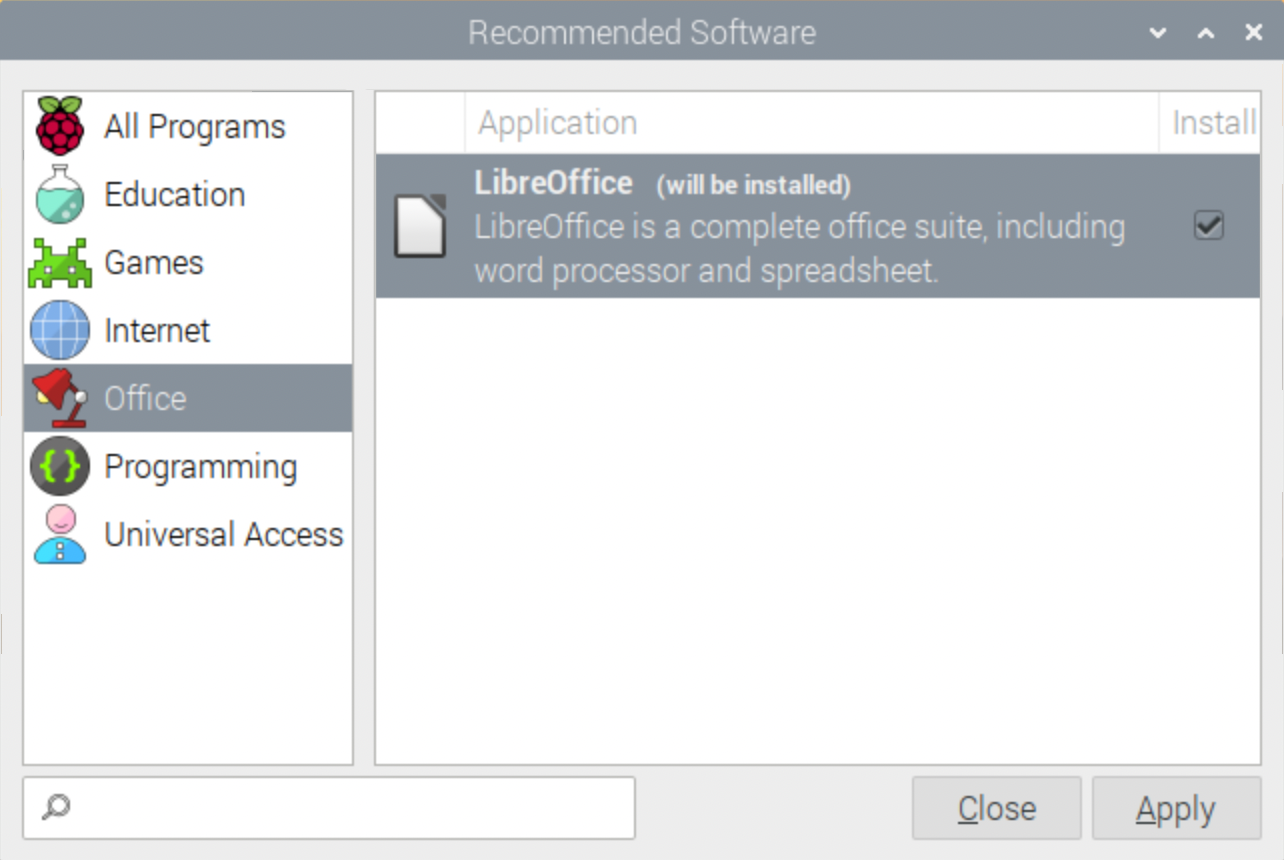 Recommended Software
All Programs
Education
Games
Internet
Office
Programming
Universal Access
Application
Install
LibreOffice (will be installed)
LibreOffice is a complete office suite, including
word processor and spreadsheet.
Close
Apply